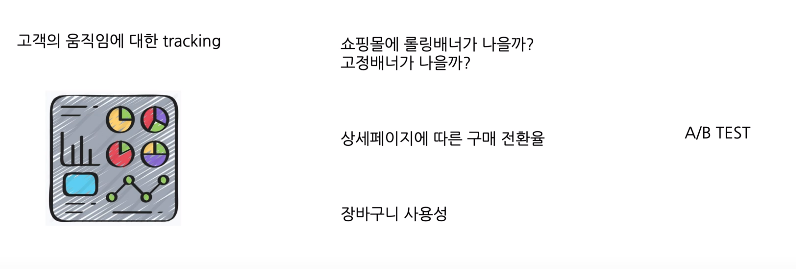 고객의 움직임에 대한 tracking
쇼핑몰에 롤링배너가 나을까?
고정배너가 나을까?
상세페이지에 따른 구매 전환율
A/B TEST
장바구니 사용성